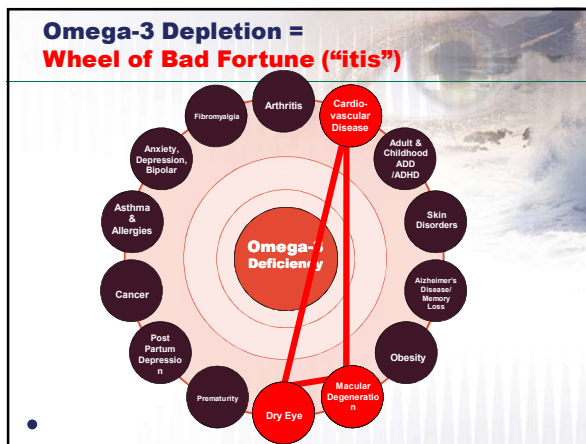 Omega-3 Depletion =
Wheel of Bad Fortune (“itis”)
Arthritis
Cardio-
vascular
Disease
Adult &
Childhood
ADD
/ADHD
Skin
Disorders
Alzheimer's
Disease/
Memory
Loss
Obesity
Macular
Degeneratio
n
Dry Eye
Prematurity
Post
Partum
Depressio
n
Cancer
Asthma
&
Allergies
Anxiety,
Depression,
Bipolar
Fibromyalgia
Omega-3
Deficiency